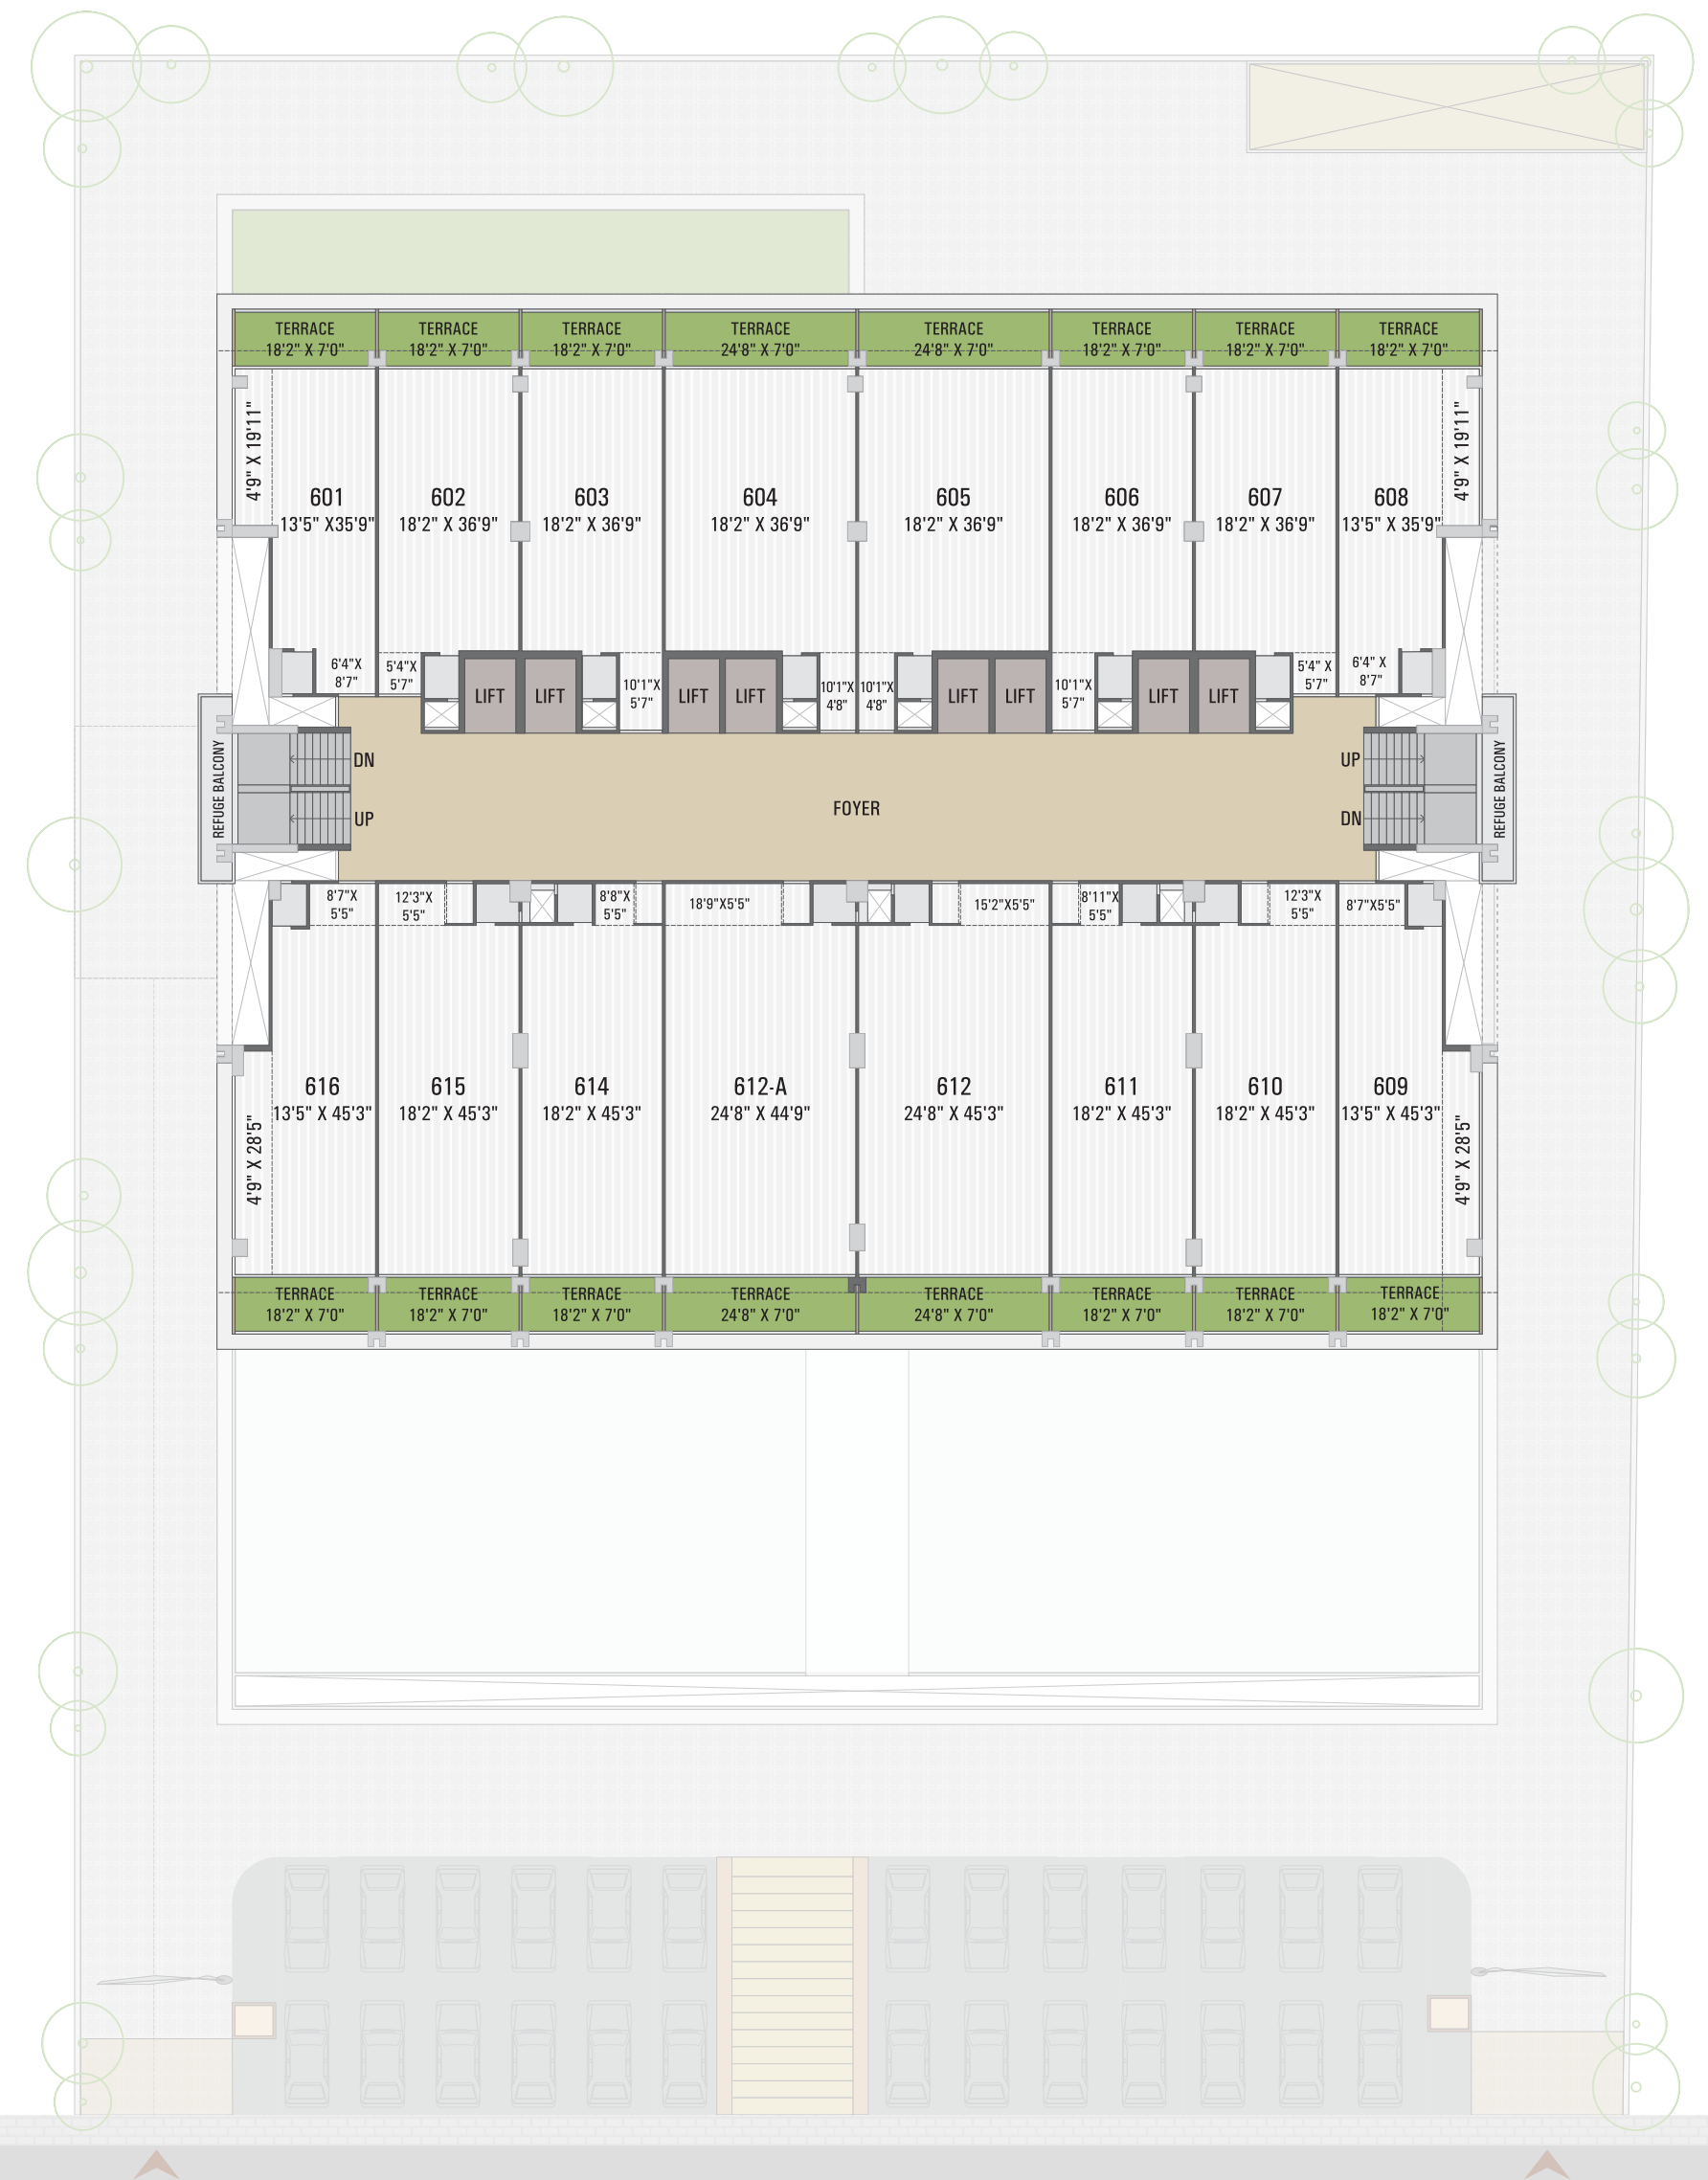 TERRACE
18'2" X 7'0"
TERRACE
18'2" X 7'0"
TERRACE
18'2" X 7'0"
TERRACE
24'8" X 7'0"
TERRACE
24'8" X 7'0"
TERRACE
18'2" X 7'0"
TERRACE
18'2" X 7'0"
TERRACE
18'2" X 7'0"
4'9" X 19'11"
601
13'5" X35'9"
602
18'2" X 36'9"
603
18'2" X 36'9"
604
18'2" X 36'9"
605
18'2" X 36'9"
606
18'2" X 36'9"
607
18'2" X 36'9"
608
13'5" X 35'9"
4'9" X 19'11"
6'4"X
8'7"
5'4"X
5'7"
LIFT
LIFT
10'1"X
5'7"
LIFT
LIFT
10'1"X
4'8"
10'1"X
4'8"
LIFT
LIFT
10'1"X
5'7"
LIFT
LIFT
5'4" X
5'7"
6'4" X
8'7"
REFUGE BALCONY
DN
UP
FOYER
UP
DN
REFUGE BALCONY
8'7"X
5'5"
12'3"X
5'5"
8'8"X
5'5"
18'9"X5'5"
15'2"X5'5"
8'11"X
5'5"
12'3"X
5'5"
8'7"X5'5"
616
13'5" X 45'3"
615
18'2" X 45'3"
614
18'2" X 45'3"
612-A
24'8" X 44'9"
612
24'8" X 45'3"
611
18'2" X 45'3"
610
18'2" X 45'3"
609
13'5" X 45'3"
4'9" X 28'5"
4'9" X 28'5"
TERRACE
18'2" X 7'0"
TERRACE
18'2" X 7'0"
TERRACE
18'2" X 7'0"
TERRACE
24'8" X 7'0"
TERRACE
24'8" X 7'0"
TERRACE
18'2" X 7'0"
TERRACE
18'2" X 7'0"
TERRACE
18'2" X 7'0"